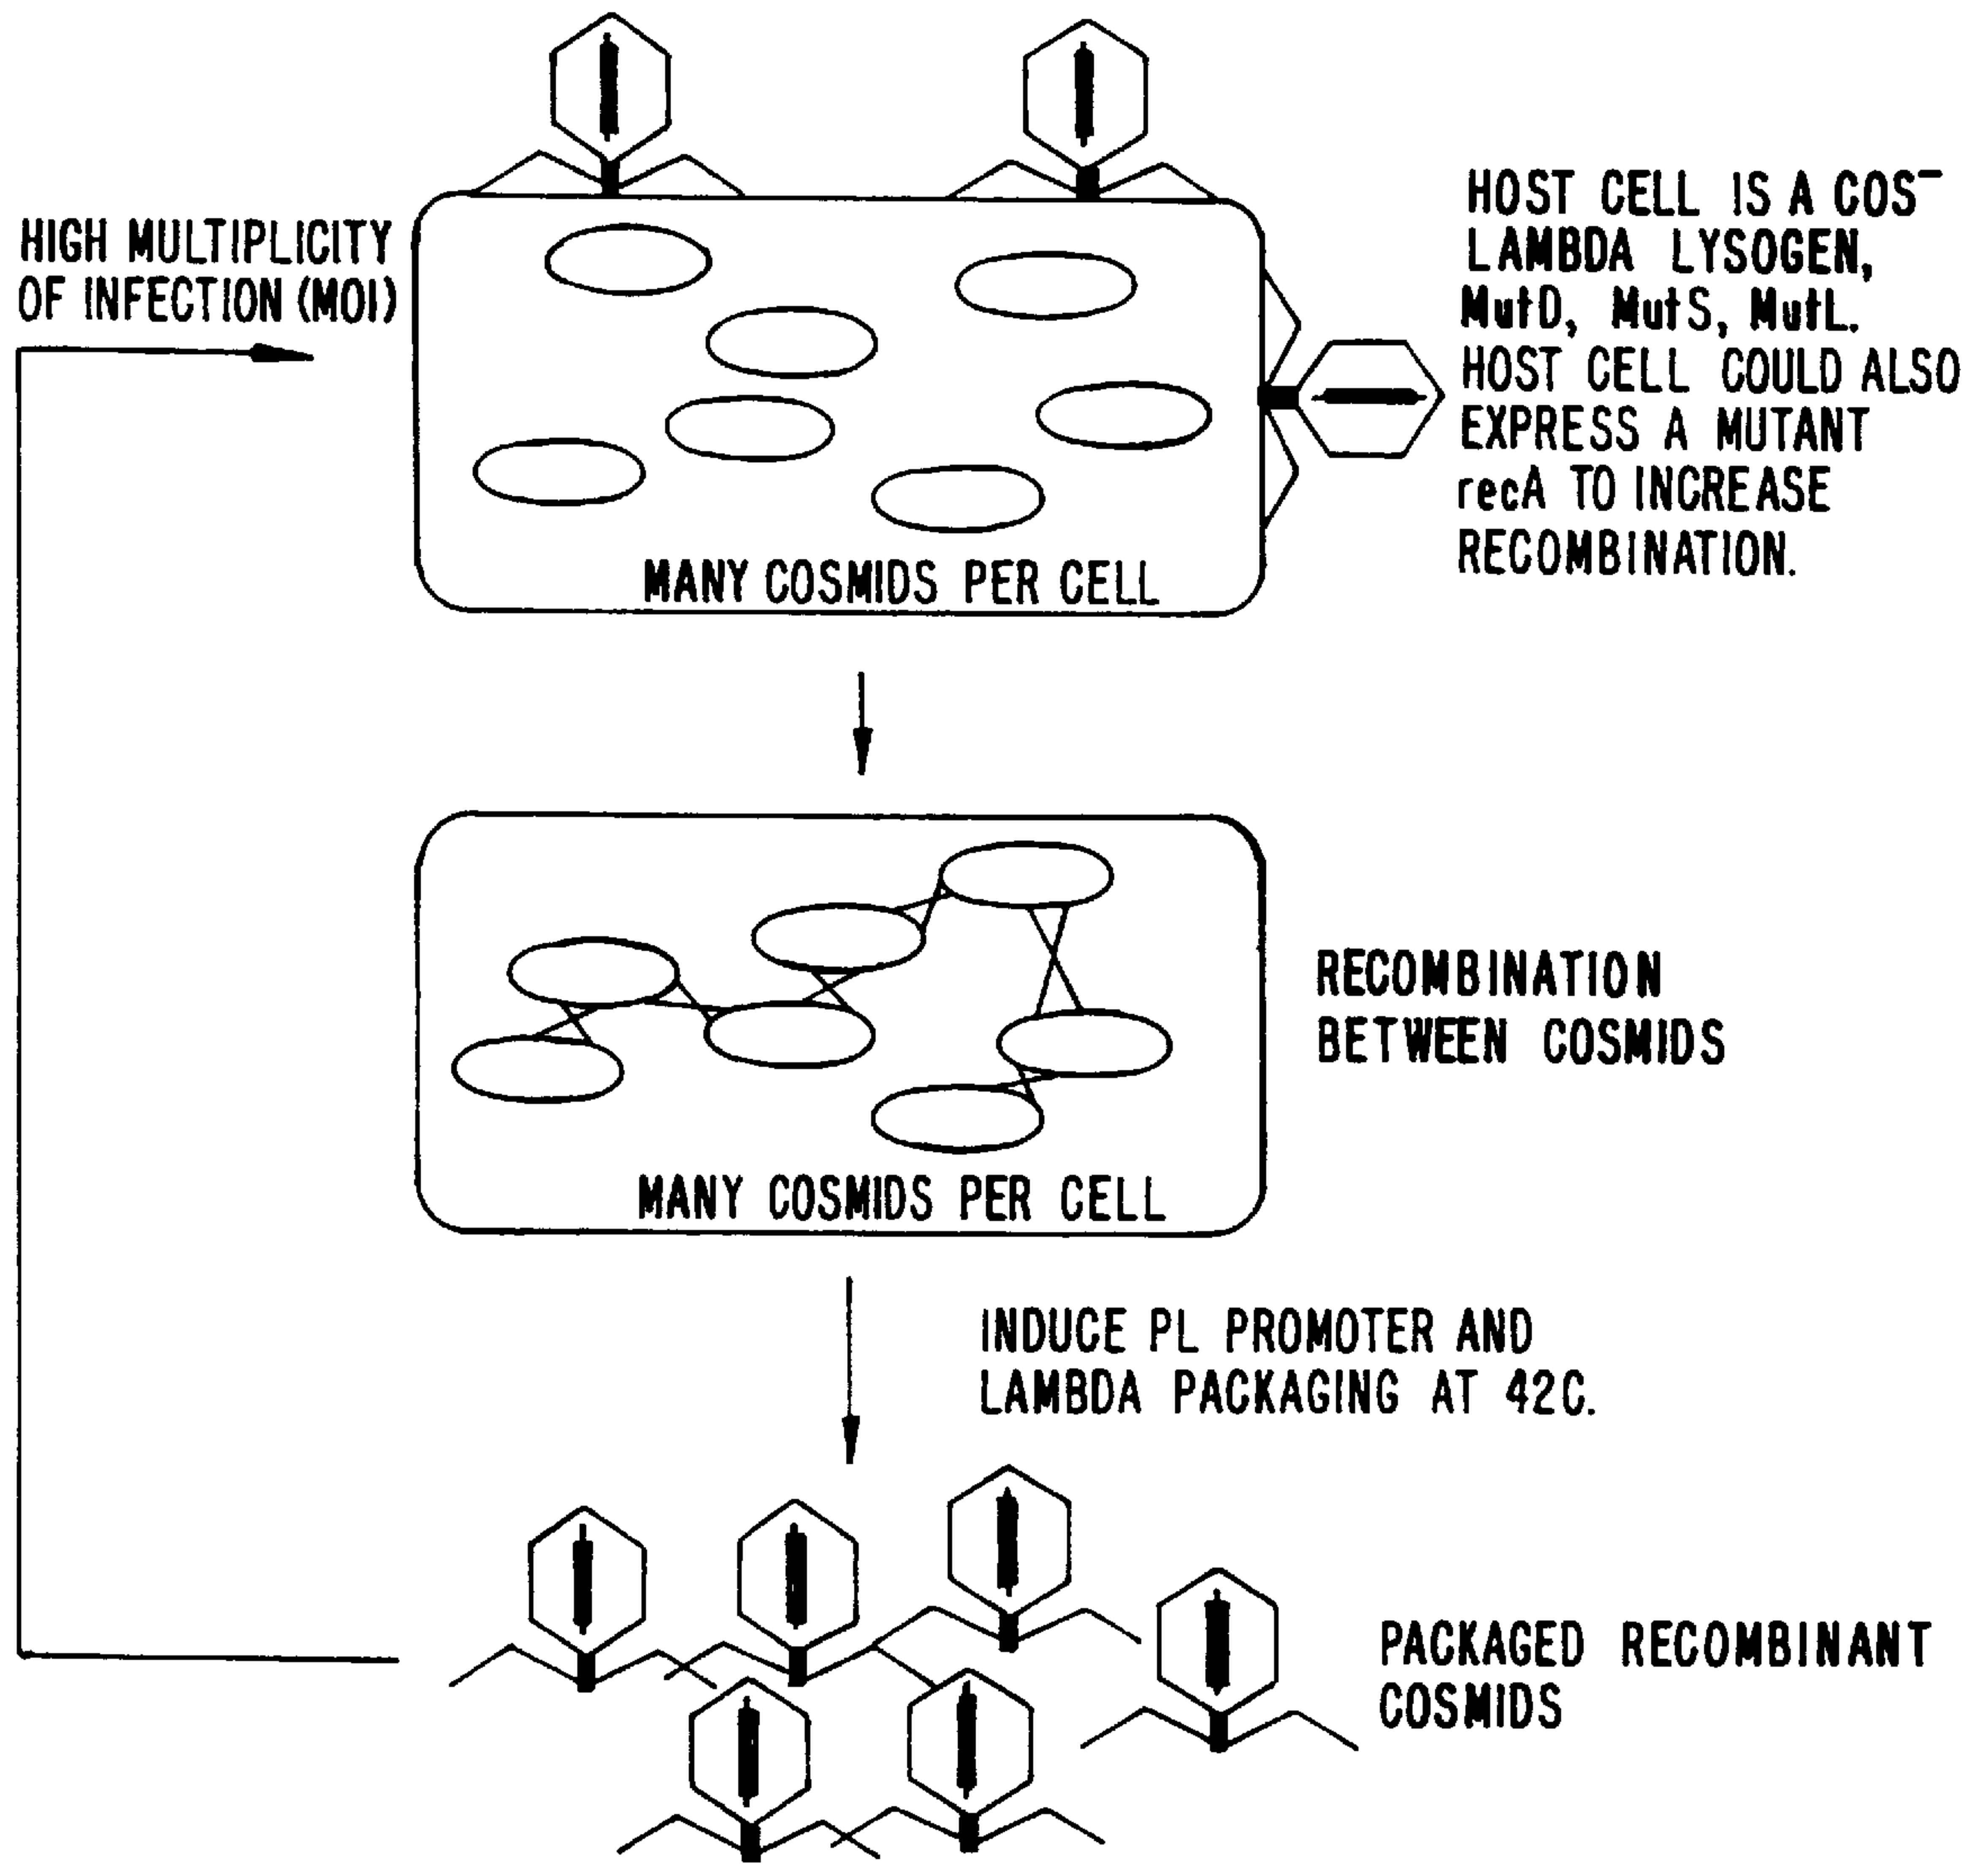 HIGH MULTIPLICITY
OF INFECTION (MOI)
HOST CELL IS A COS⁻
LAMBDA LYSOGEN,
MutD, MutS, MutL.
HOST CELL COULD ALSO
EXPRESS A MUTANT
recA TO INCREASE
RECOMBINATION.
MANY COSMIDS PER CELL
RECOMBINATION
BETWEEN COSMIDS
MANY COSMIDS PER CELL
INDUCE PL PROMOTER AND
LAMBDA PACKAGING AT 42C.
PACKAGED RECOMBINANT
COSMIDS